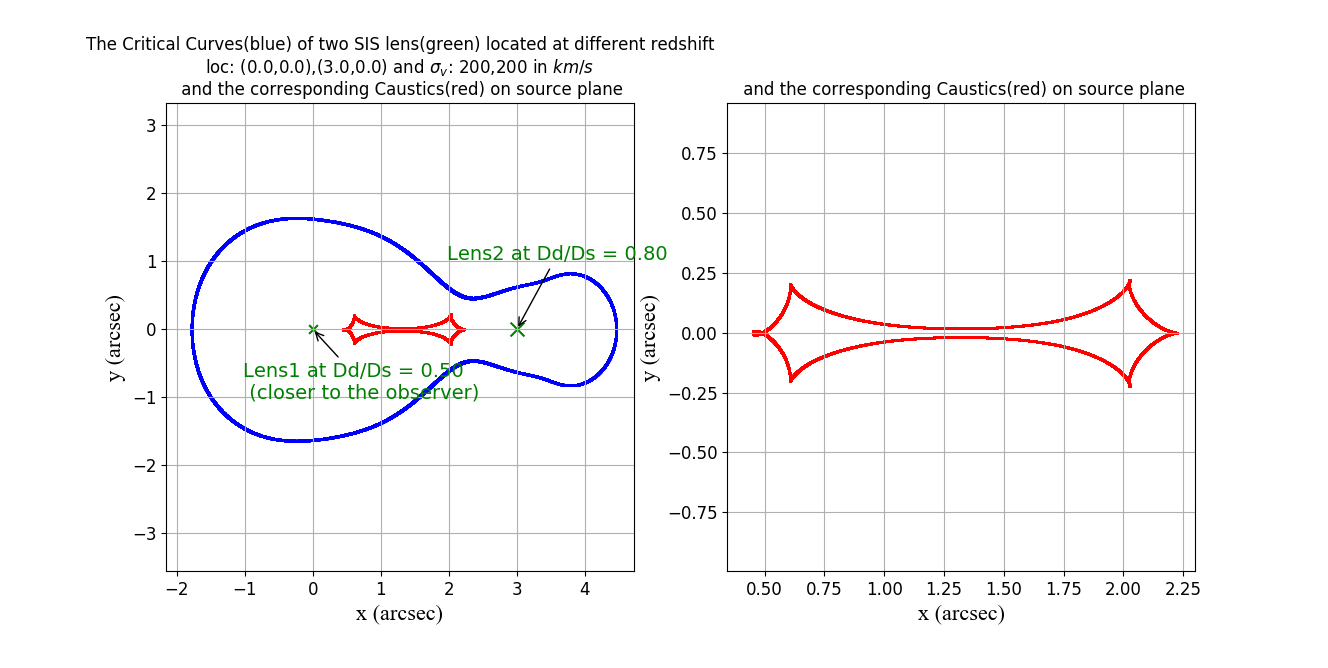 The Critical Curves(blue) of two SIS lens(green) located at different redshift
loc: (0.0,0.0),(3.0,0.0) and σᵥ: 200,200 in km/s
and the corresponding Caustics(red) on source plane
3
2
1
0
−1
−2
−3
y (arcsec)
Lens2 at Dd/Ds = 0.80
Lens1 at Dd/Ds = 0.50
(closer to the observer)
−2
−1
0
1
2
3
4
x (arcsec)
and the corresponding Caustics(red) on source plane
0.75
0.50
0.25
0.00
−0.25
−0.50
−0.75
y (arcsec)
0.50
0.75
1.00
1.25
1.50
1.75
2.00
2.25
x (arcsec)